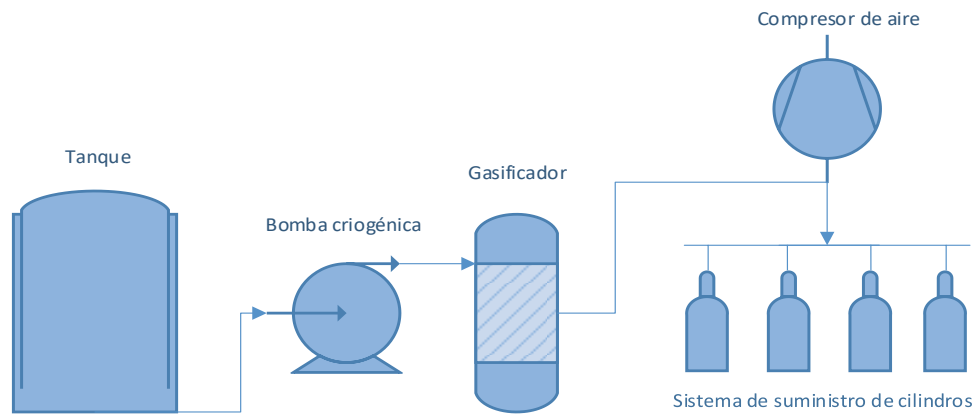 Compresor de aire
Tanque
Gasificador
Bomba criogénica
Sistema de suministro de cilindros